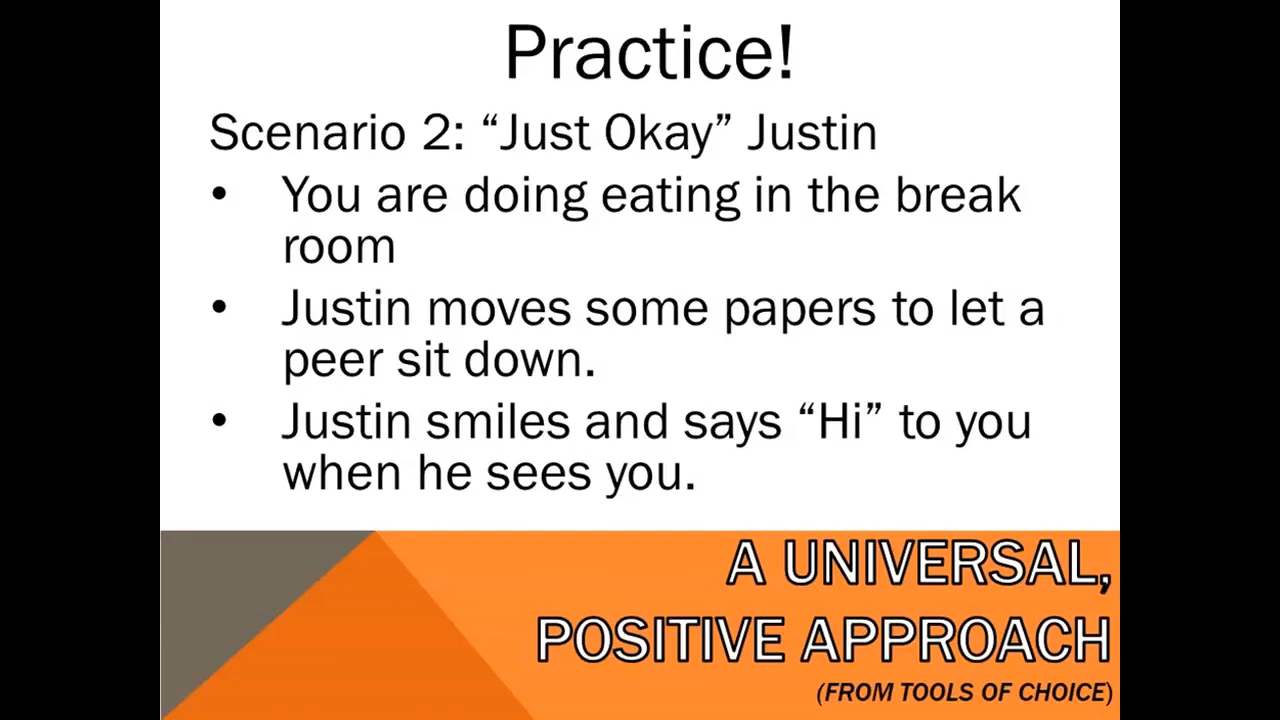 Practice!
Scenario 2: “Just Okay” Justin
• You are doing eating in the break
room
• Justin moves some papers to let a
peer sit down.
• Justin smiles and says “Hi” to you
when he sees you.
A UNIVERSAL,
POSITIVE APPROACH
(FROM TOOLS OF CHOICE)